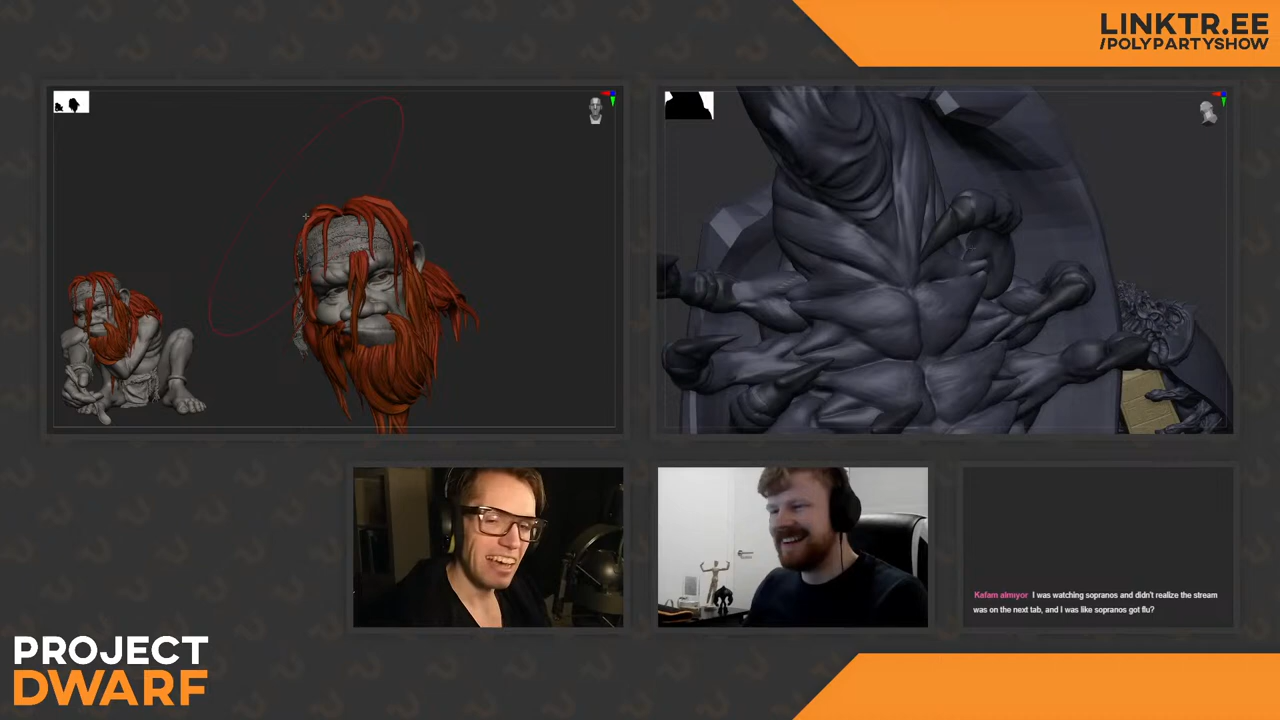 LINKTR.EE
/POLYPARTYSHOW
Kafam almıyor I was watching sopranos and didn't realize the stream
was on the next tab, and I was like sopranos got flu?
PROJECT
DWARF